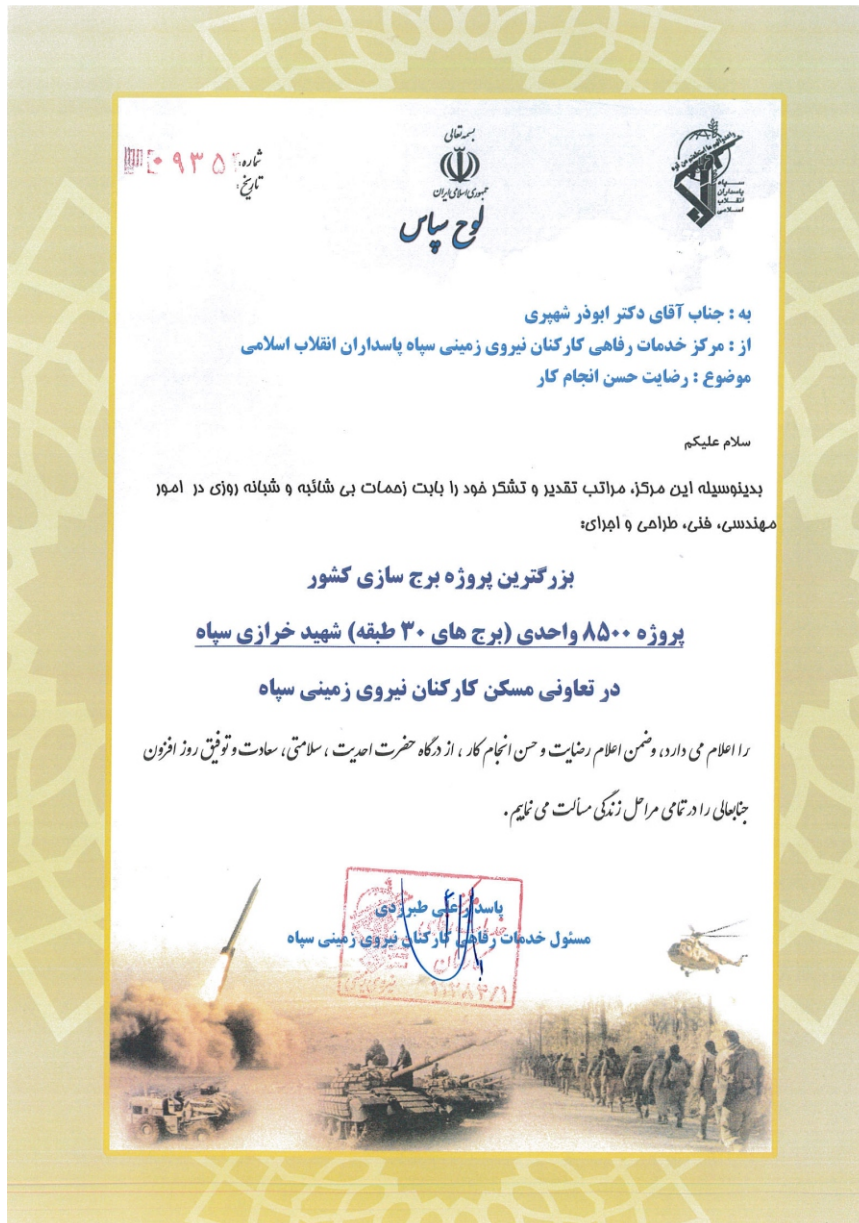 بسمه تعالی
جمهوری اسلامی ایران
لوح سپاس
شماره:
۰۹۳۵
تاریخ:
سپاه
پاسداران
انقلاب
اسلامی
به : جناب آقای دکتر ابوذر شهپری
از : مرکز خدمات رفاهی کارکنان نیروی زمینی سپاه پاسداران انقلاب اسلامی
موضوع : رضایت حسن انجام کار
سلام علیکم
بدینوسیله این مرکز، مراتب تقدیر و تشکر خود را بابت زحمات بی شائبه و شبانه روزی در امور
مهندسی، فنی، طراحی و اجرای:
بزرگترین پروژه برج سازی کشور
پروژه ۸۵۰۰ واحدی (برج های ۳۰ طبقه) شهید خرازی سپاه
در تعاونی مسکن کارکنان نیروی زمینی سپاه
را اعلام می دارد، وضمن اعلام رضایت و حسن انجام کار ، از درگاه حضرت احدیت ، سلامتی، سعادت و توفیق روز افزون
جنابعالی را در تمامی مراحل زندگی مسألت می نماییم .
پاسدار علی طبرزدی
مسئول خدمات رفاهی کارکنان نیروی زمینی سپاه